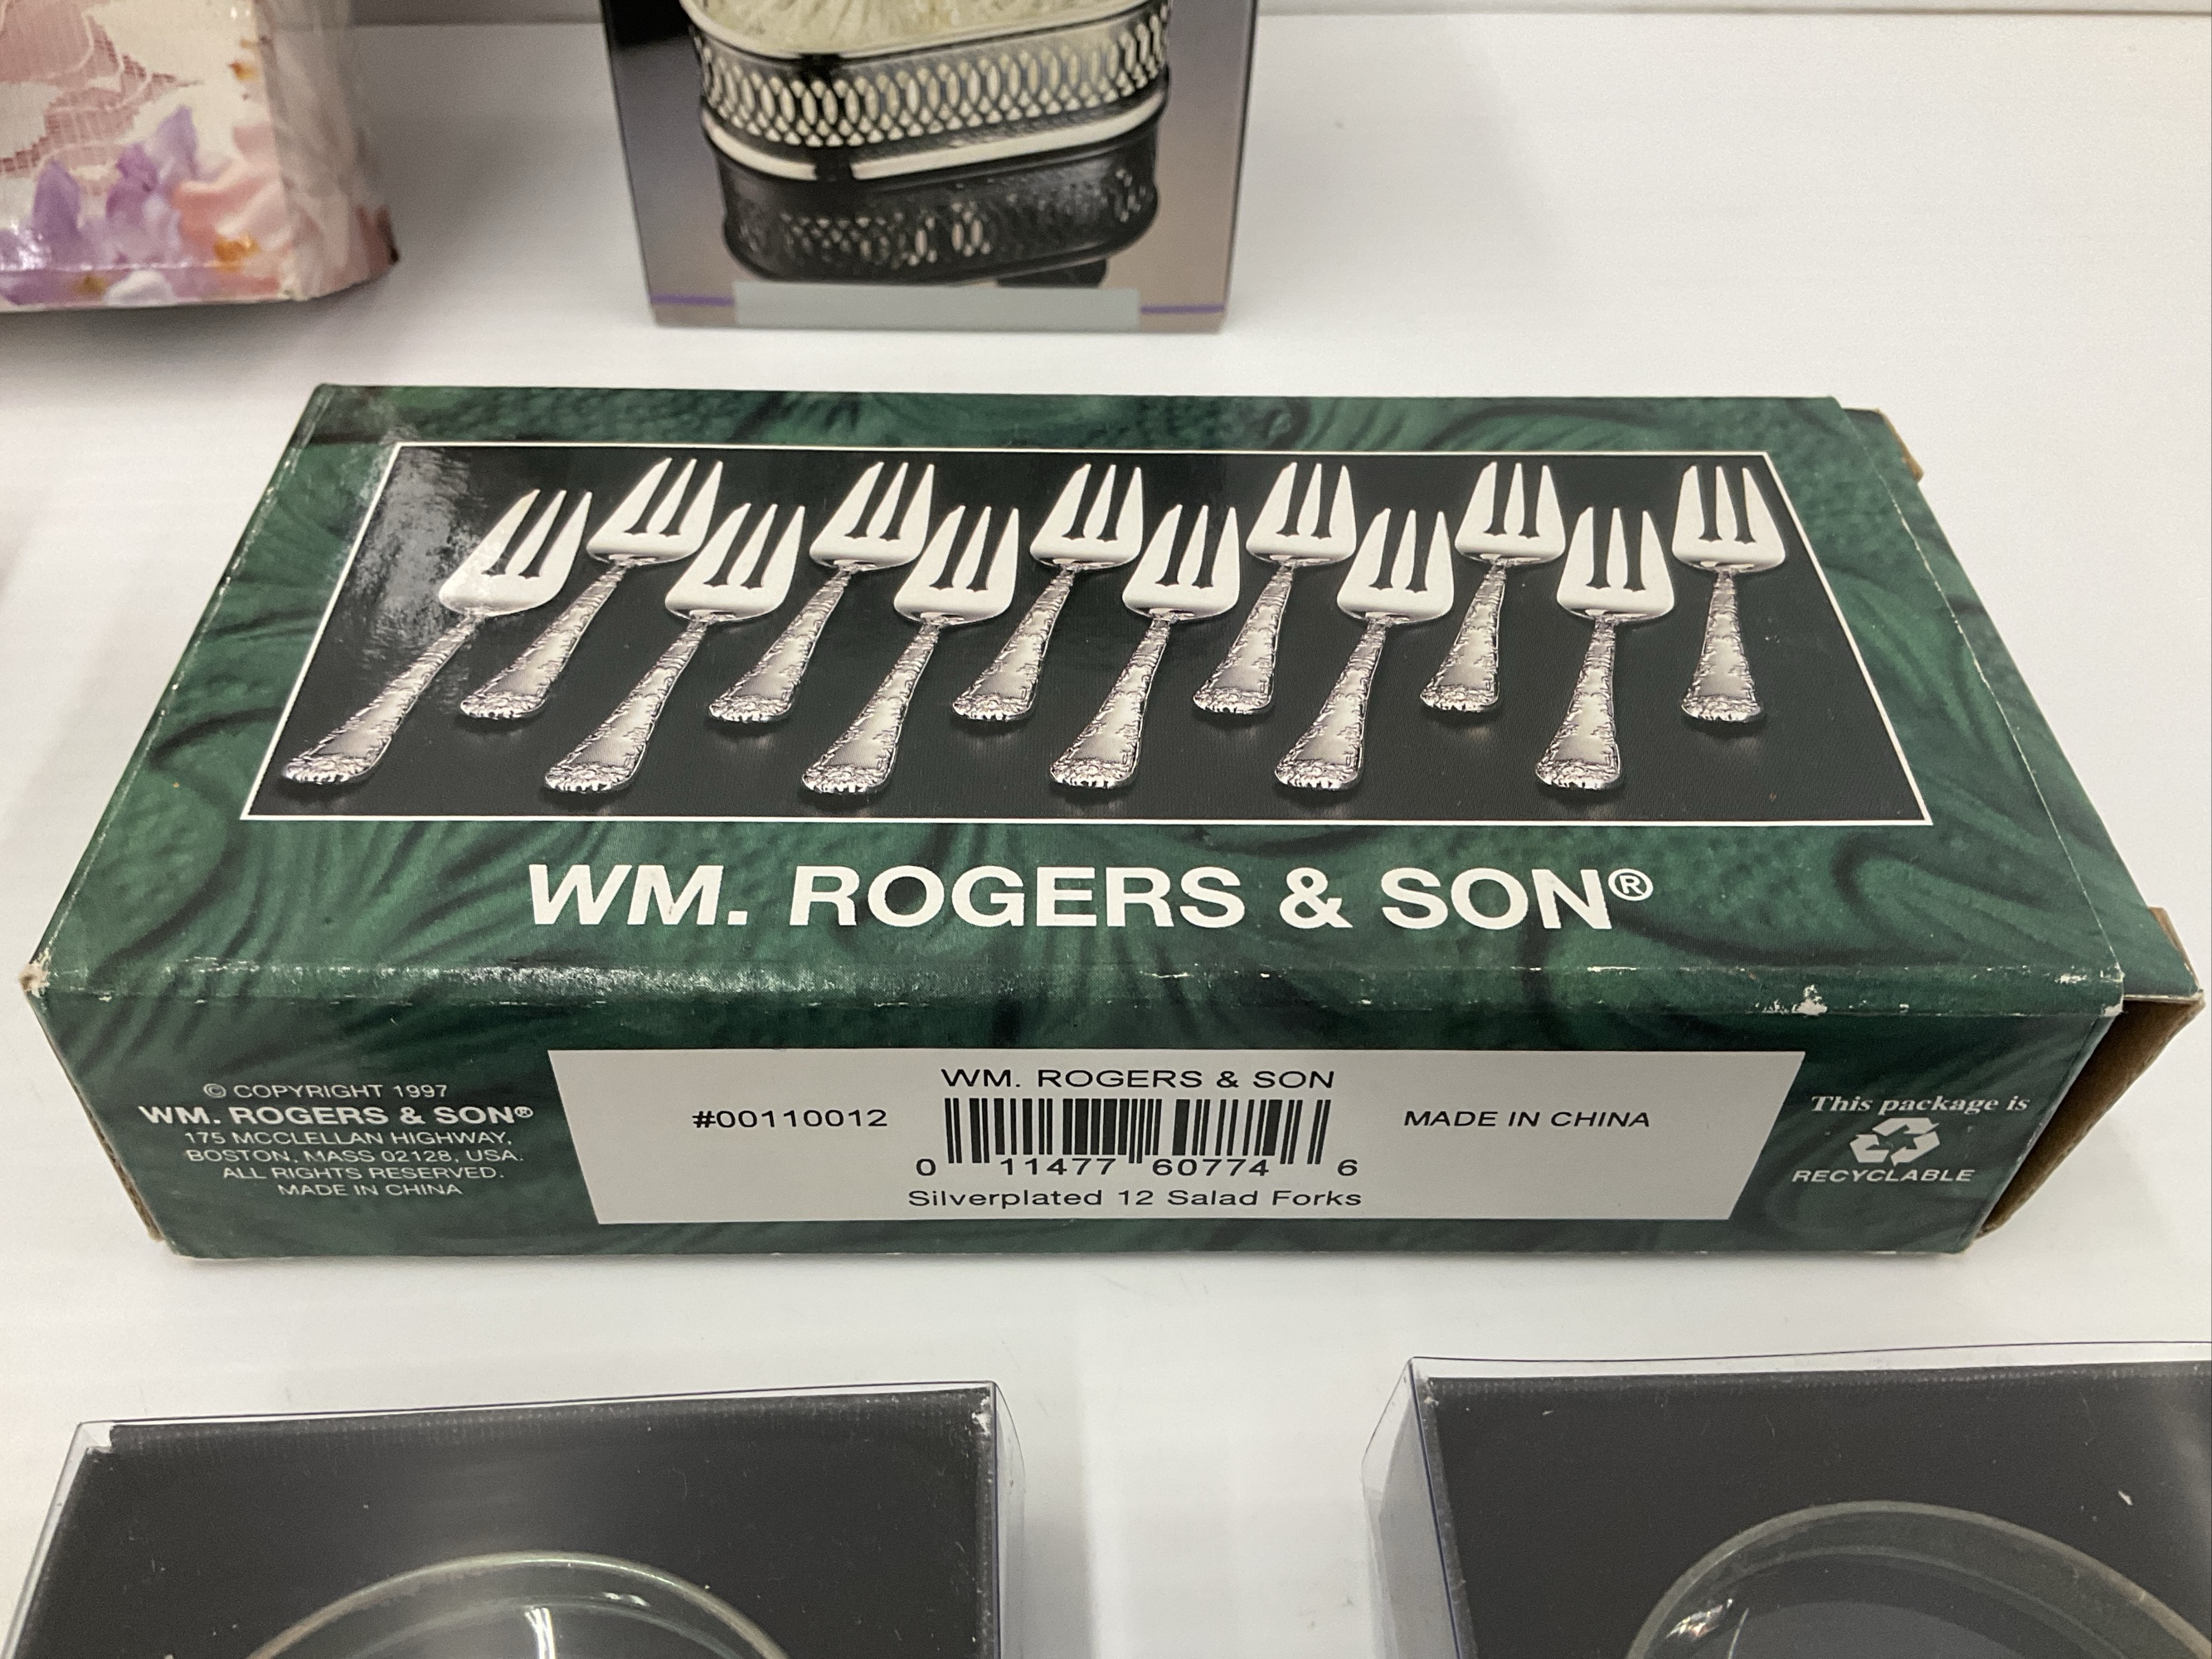 WM. ROGERS & SON®
© COPYRIGHT 1997
WM. ROGERS & SON®
175 MCCLELLAN HIGHWAY,
BOSTON, MASS 02128, USA.
ALL RIGHTS RESERVED.
MADE IN CHINA
WM. ROGERS & SON
#00110012
MADE IN CHINA
0 11477 60774 6
Silverplated 12 Salad Forks
This package is
RECYCLABLE